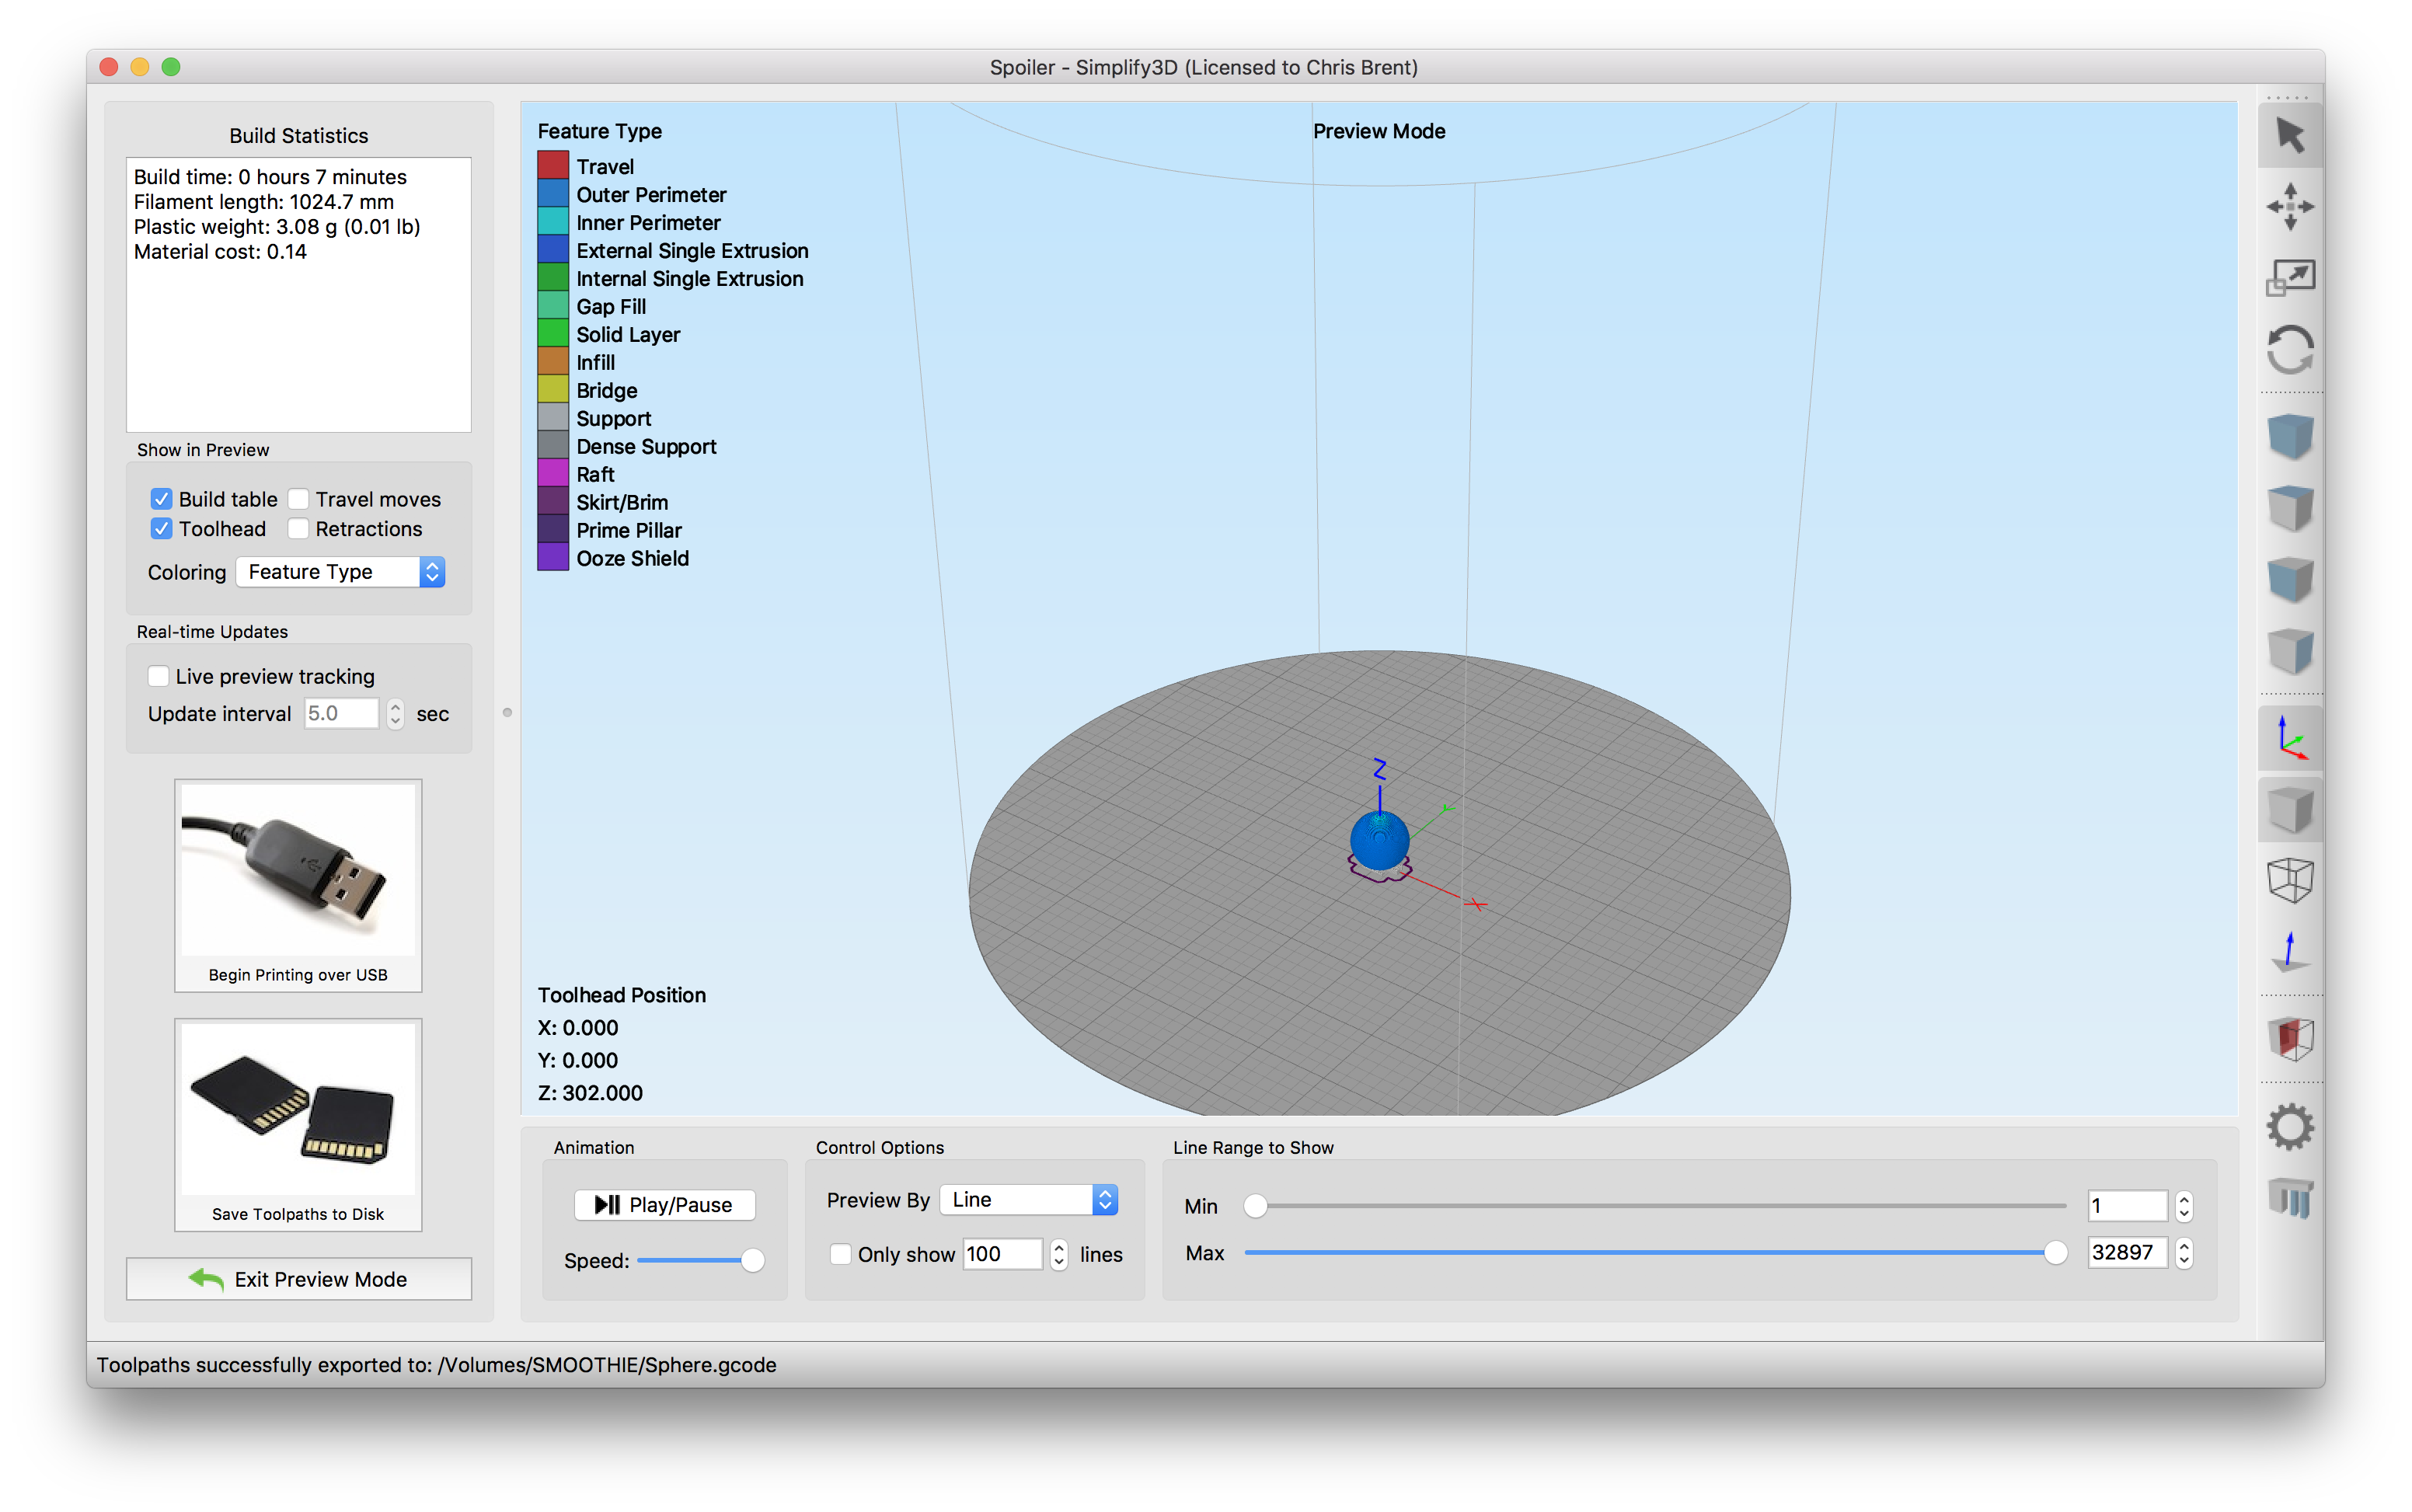 Spoiler - Simplify3D (Licensed to Chris Brent)
Build Statistics
Build time: 0 hours 7 minutes
Filament length: 1024.7 mm
Plastic weight: 3.08 g (0.01 lb)
Material cost: 0.14
Show in Preview
Build table
Travel moves
Toolhead
Retractions
Coloring
Feature Type
Real-time Updates
Live preview tracking
Update interval 5.0 sec
Begin Printing over USB
Save Toolpaths to Disk
Exit Preview Mode
Feature Type
Travel
Outer Perimeter
Inner Perimeter
External Single Extrusion
Internal Single Extrusion
Gap Fill
Solid Layer
Infill
Bridge
Support
Dense Support
Raft
Skirt/Brim
Prime Pillar
Ooze Shield
Preview Mode
Z
Y
X
Toolhead Position
X: 0.000
Y: 0.000
Z: 302.000
Animation
Play/Pause
Speed:
Control Options
Preview By Line
Only show 100 lines
Line Range to Show
Min 1
Max 32897
Toolpaths successfully exported to: /Volumes/SMOOTHIE/Sphere.gcode